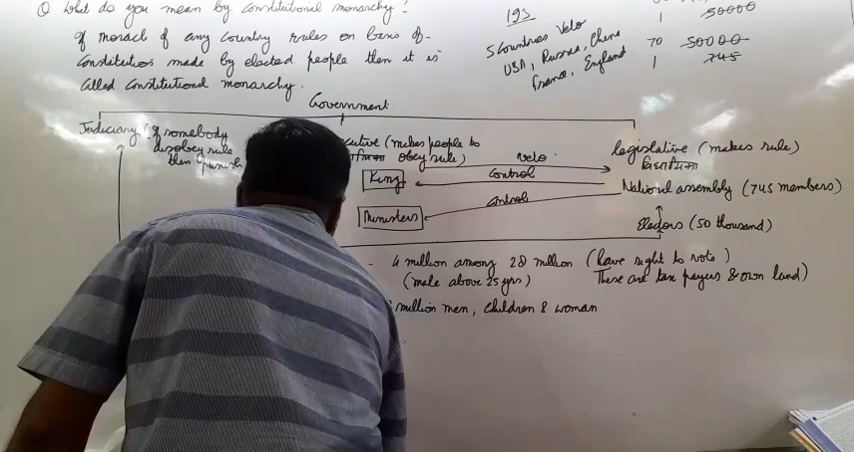 Q What do you mean by Constitutional monarchy?
If morach of any Country rules on basis of-
Constitution made by elected people then it is
Called Constitutional monarchy.
193
5 Countries Veto
USA, Russia, China
France, England
1 50000
70 50000
1 745
Government
Judiciary : If somebody
disobey rule
then punish
(makes people to
obey rule)
King
Ministers
veto
Control
Control
legislative (makes rule)
विधायिका
National assembly (745 members)
Electors (50 thousand)
4 million among 28 million (have right to vote)
(male above 25 yrs) These are tax payers & own land)
million men, Children & woman